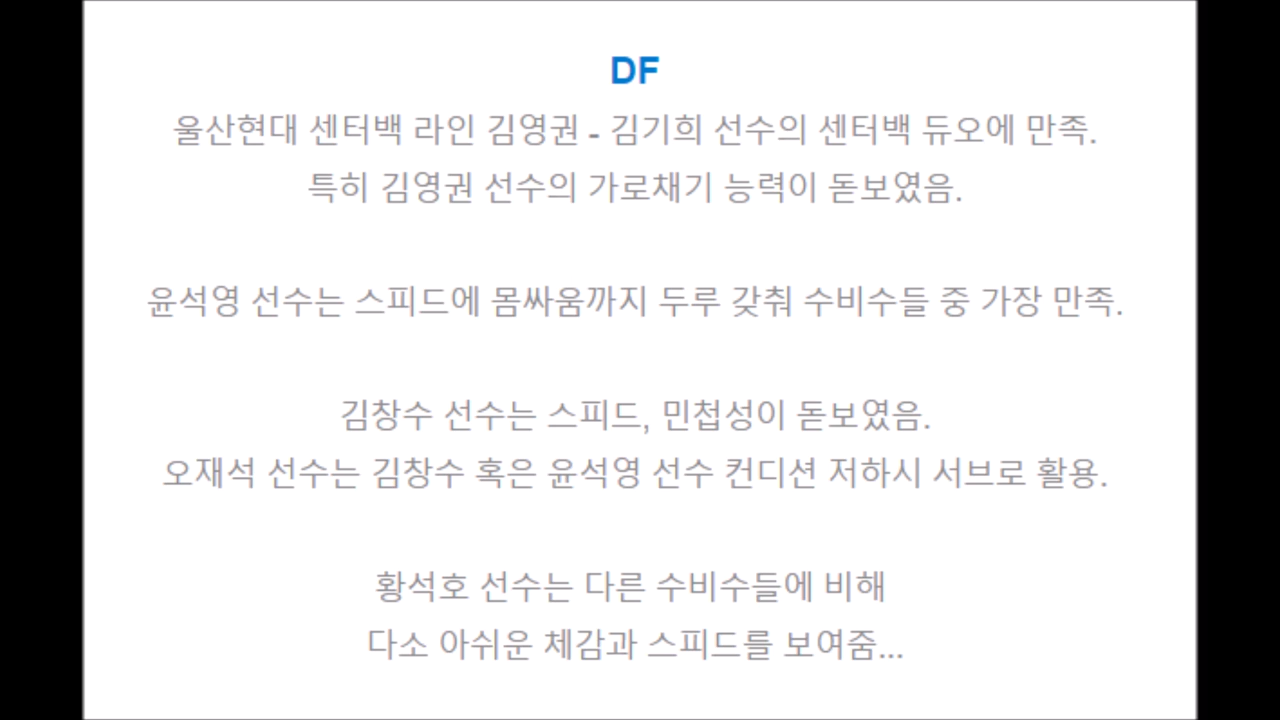 DF
울산현대 센터백 라인 김영권 - 김기희 선수의 센터백 듀오에 만족.
특히 김영권 선수의 가로채기 능력이 돋보였음.
윤석영 선수는 스피드에 몸싸움까지 두루 갖춰 수비수들 중 가장 만족.
김창수 선수는 스피드, 민첩성이 돋보였음.
오재석 선수는 김창수 혹은 윤석영 선수 컨디션 저하시 서브로 활용.
황석호 선수는 다른 수비수들에 비해
다소 아쉬운 체감과 스피드를 보여줌...